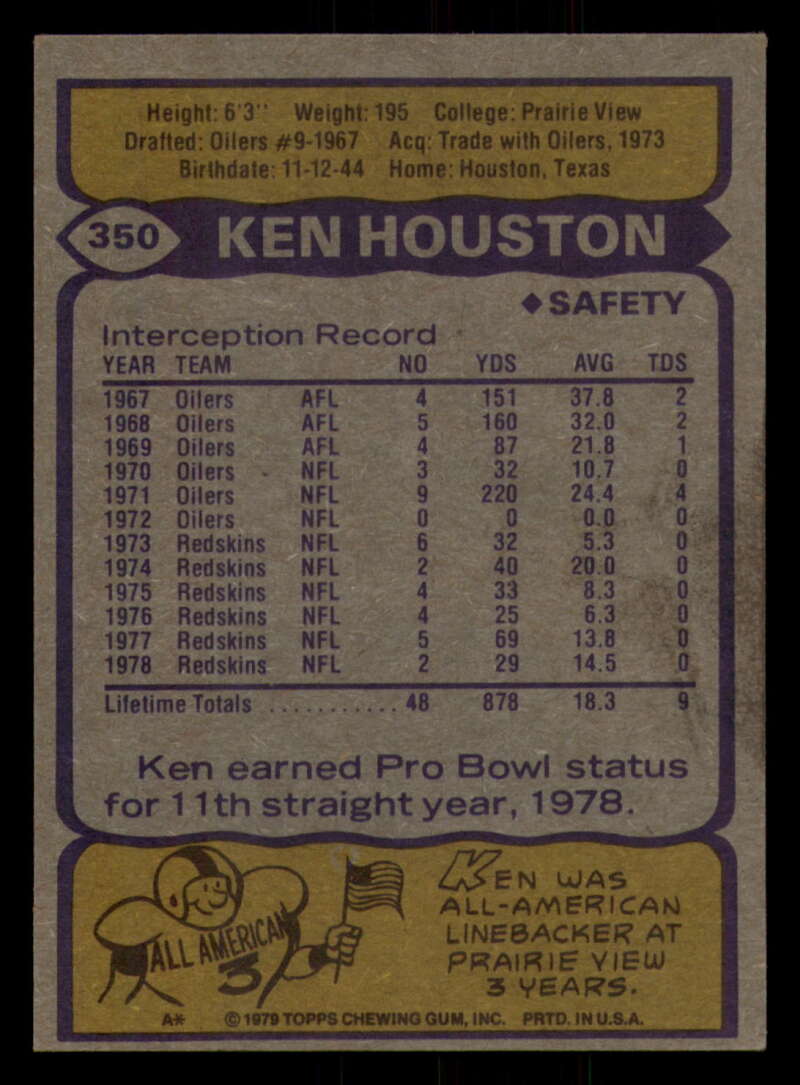 Height: 6'3" Weight: 195 College: Prairie View
Drafted: Oilers #9-1967 Acq: Trade with Oilers, 1973
Birthdate: 11-12-44 Home: Houston, Texas
350 KEN HOUSTON
◆SAFETY
Interception Record
YEAR TEAM NO YDS AVG TDS
1967 Oilers AFL 4 151 37.8 2
1968 Oilers AFL 5 160 32.0 2
1969 Oilers AFL 4 87 21.8 1
1970 Oilers NFL 3 32 10.7 0
1971 Oilers NFL 9 220 24.4 4
1972 Oilers NFL 0 0 0.0 0
1973 Redskins NFL 6 32 5.3 0
1974 Redskins NFL 2 40 20.0 0
1975 Redskins NFL 4 33 8.3 0
1976 Redskins NFL 4 25 6.3 0
1977 Redskins NFL 5 69 13.8 0
1978 Redskins NFL 2 29 14.5 0
Lifetime Totals ........... 48 878 18.3 9
Ken earned Pro Bowl status
for 11th straight year, 1978.
ALL AMERICAN
3
KEN WAS
ALL-AMERICAN
LINEBACKER AT
PRAIRIE VIEW
3 YEARS.
A* © 1979 TOPPS CHEWING GUM, INC. PRTD. IN U.S.A.